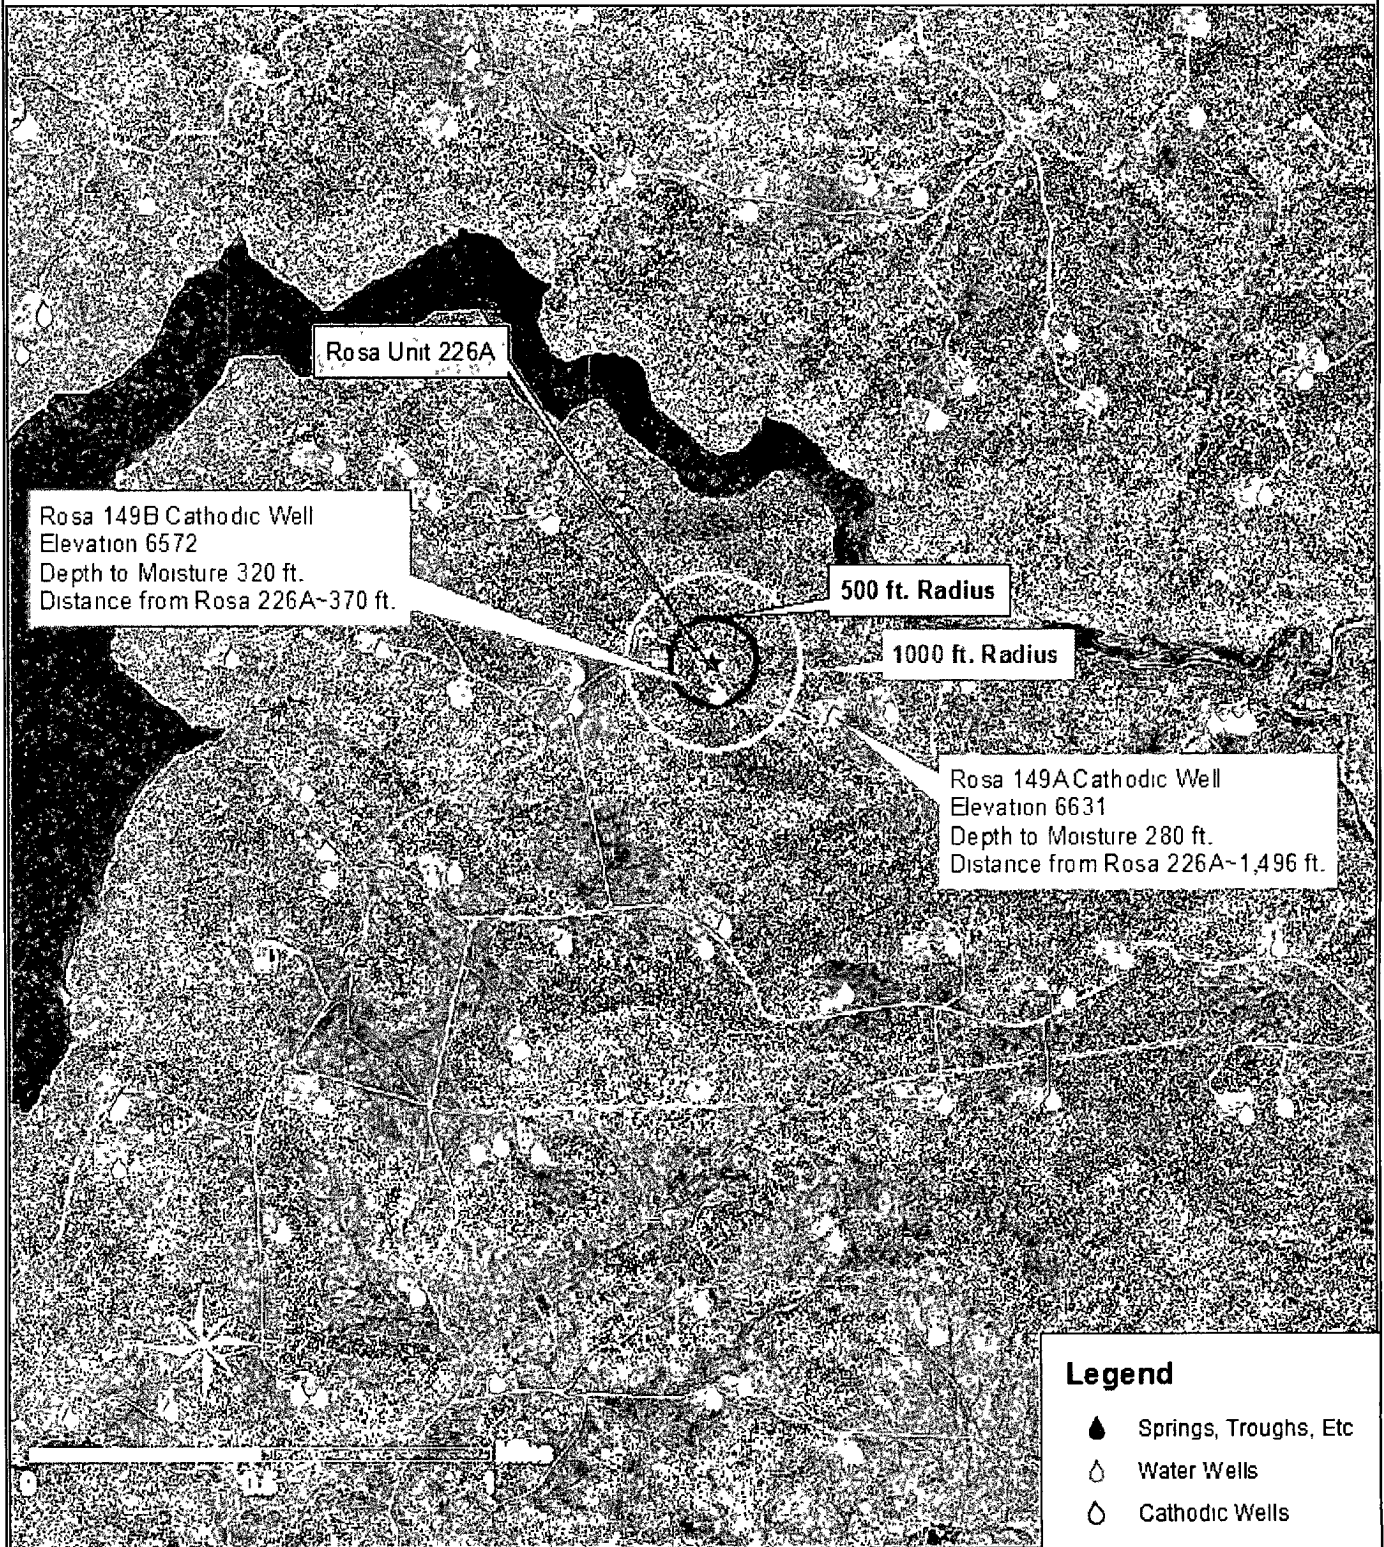 Rosa Unit 226A
Rosa 149B Cathodic Well
Elevation 6572
Depth to Moisture 320 ft.
Distance from Rosa 226A~370 ft.
500 ft. Radius
1000 ft. Radius
Rosa 149A Cathodic Well
Elevation 6631
Depth to Moisture 280 ft.
Distance from Rosa 226A~1,496 ft.
Legend
Springs, Troughs, Etc
Water Wells
Cathodic Wells
0